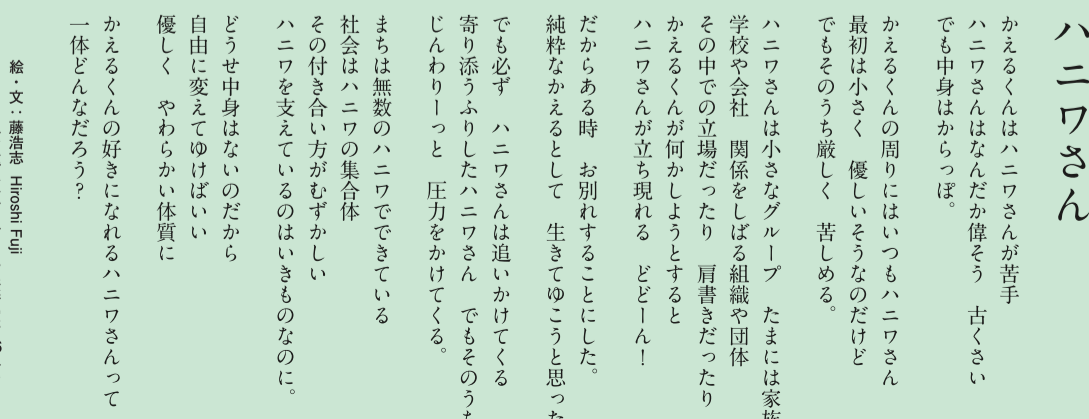 ハニワさん
かえるくんはハニワさんが苦手
ハニワさんはなんだか偉そう　古くさい
でも中身はからっぽ。
かえるくんの周りにはいつもハニワさん
最初は小さく　優しいそうなのだけど
でもそのうち厳しく　苦しめる。
ハニワさんは小さなグループ　たまには家族
学校や会社　関係をしばる組織や団体
その中での立場だったり　肩書きだったり
かえるくんが何かしようとすると
ハニワさんが立ち現れる　どどーん！
だからある時　お別れすることにした。
純粋なかえるとして　生きてゆこうと思った
でも必ず　ハニワさんは追いかけてくる
寄り添うふりしたハニワさん　でもそのうち
じんわりーっと　圧力をかけてくる。
まちは無数のハニワでできている
社会はハニワの集合体
その付き合い方がむずかしい
ハニワを支えているのはいきものなのに。
どうせ中身はないのだから
自由に変えてゆけばいい
優しく　やわらかい体質に
かえるくんの好きになれるハニワさんって
一体どんなだろう？
絵・文：藤浩志 Hiroshi Fuji